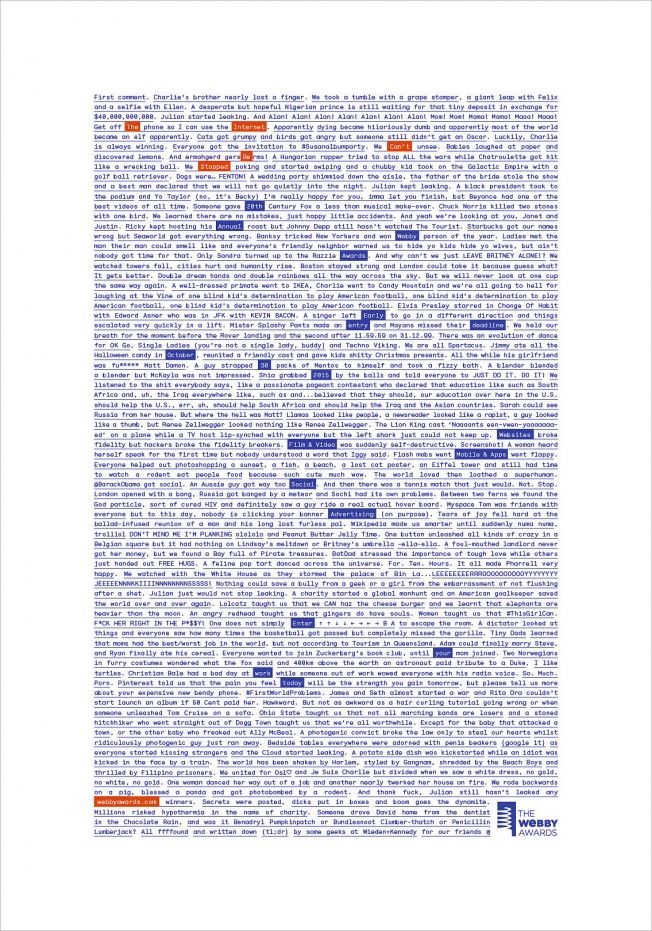 First comment. Charlie's brother nearly lost a finger. We took a tumble with a grape stomper, a giant leap with Felix
and a selfie with Ellen. A desperate but hopeful Nigerian prince is still waiting for that tiny deposit in exchange for
$40,000,000,000. Julian started leaking. And Alan! Alan! Alan! Alan! Alan! Alan! Alan! Mom! Mom! Mama! Mama! Maaa! Maaa!
Get off The phone so I can use the Internet. Apparently dying became hilariously dumb and apparently most of the world
became an elf apparently. Cats got grumpy and birds got angry but someone still didn't get an Oscar. Luckily, Charlie
is always winning. Everyone got the invitation to #Susanalbumparty. We Can't unsee. Babies laughed at paper and
discovered lemons. And ermahgerd gers Be rms! A Hungarian rapper tried to stop ALL the wars while Chatroulette got hit
like a wrecking ball. We Stopped poking and started swiping and a chubby kid took on the Galactic Empire with a
golf ball retriever. Dogs were… FENTON! A wedding party shimmied down the aisle, the father of the bride stole the show
and a best man declared that we will not go quietly into the night. Julian kept leaking. A black president took to
the podium and Yo Taylor (no, it's Becky) I'm really happy for you, imma let you finish, but Beyonce had one of the
best videos of all time. Someone gave 20th Century Fox a less than musical make-over. Chuck Norris killed two stones
with one bird. We learned there are no mistakes, just happy little accidents. And yeah we're looking at you, Janet and
Justin. Ricky kept hosting his Annual roast but Johnny Depp still hasn't watched The Tourist. Starbucks got our names
wrong but Seaworld got everything wrong. Banksy tricked New Yorkers and won Webby person of the year. Ladies met the
man their man could smell like and everyone's friendly neighbor warned us to hide yo kids hide yo wives, but ain't
nobody got time for that. Only Sandra turned up to the Razzie Awards. And why can't we just LEAVE BRITNEY ALONE!? We
watched towers fall, cities hurt and humanity rise. Boston stayed strong and London could take it because guess what?
It gets better. Double dream hands and double rainbows all the way across the sky. But we will never look at one cup
the same way again. A well-dressed primate went to IKEA, Charlie went to Candy Mountain and we're all going to hell for
laughing at the Vine of one blind kid's determination to play American football, one blind kid's determination to play
American football, one blind kid's determination to play American football. Elvis Presley starred in Change Of Habit
with Edward Asner who was in JFK with KEVIN BACON. A singer left Early to go in a different direction and things
escalated very quickly in a lift. Mister Splashy Pants made an entry and Mayans missed their deadline. We held our
breath for the moment before the Rover landing and the second after 11.59.59 on 31.12.99. There was an evolution of dance
for OK Go, Single Ladies (you're not a single lady, buddy) and Techno Viking. We are all Spartacus. Jimmy ate all the
Halloween candy in October, reunited a friendly cast and gave kids shitty Christmas presents. All the while his girlfriend
was fu***** Matt Damon. A guy strapped 30 packs of Mentos to himself and took a fizzy bath. A blender blended
a blender but McKayla was not impressed. Shia grabbed 2015 by the balls and told everyone to JUST DO IT. DO IT! We
listened to the shit everybody says, like a passionate pageant contestant who declared that education like such as South
Africa and, uh, the Iraq everywhere like, such as, and...believed that they should, our education over here in the U.S.
should help the U.S., err, uh, should help South Africa and should help the Iraq and the Asian countries. Sarah could see
Russia from her house. But where the hell was Matt? Llamas looked like people, a newsreader looked like a rapist, a guy looked
like a thumb, but Renee Zellwegger looked nothing like Renee Zellwegger. The Lion King cast 'Naaaants een-vwen-yaaaaaaa-
ed' on a plane while a TV host lip-synched with everyone but the left shark just could not keep up. Websites broke
fidelity but hackers broke the fidelity breakers. Film & Video was suddenly self-destructive. Screenshot! A woman heard
herself speak for the first time but nobody understood a word that Iggy said. Flash mobs went Mobile & Apps went flappy.
Everyone helped out photoshopping a sunset, a fish, a beach, a lost cat poster, an Eiffel tower and still had time
to watch a rodent eat people food because such cute much wow. The world loved then loathed a superhuman.
@BarackObama got social. An Aussie guy got way too Social. And then there was a tennis match that just would. Not. Stop.
London opened with a bang, Russia got banged by a meteor and Sochi had its own problems. Between two ferns we found the
God particle, sort of cured HIV and definitely saw a guy ride a real actual hover board. Myspace Tom was friends with
everyone but to this day, nobody is clicking your banner Advertising (on purpose). Tears of joy fell hard at the
ballad-infused reunion of a man and his long lost furless pal. Wikipedia made us smarter until suddenly numa numa,
trololol DON'T MIND ME I'M PLANKING ololol and Peanut Butter Jelly Time. One button unleashed all kinds of crazy in a
Belgian square but it had nothing on Lindsay's meltdown or Britney's umbrella -ella-ella. A foul-mouthed landlord never
got her money, but we found a Bay full of Pirate treasures. BatDad stressed the importance of tough love while others
just handed out FREE HUGS. A feline pop tart danced across the universe. For. Ten. Hours. It all made Pharrell very
happy. We watched with the White House as they stormed the palace of Bin La...LEEEEEEEERRROOOOOOOOOOYYYYYYYY
JEEEEENNNKKIIIINNNNNNNNSSSSS! Nothing could save a bully from a geek or a girl from the embarrassment of not flushing
after a shet. Julian just would not stop leaking. A charity started a global manhunt and an American goalkeeper saved
the world over and over again. Lolcatz taught us that we CAN haz the cheese burger and we learnt that elephants are
heavier than the moon. An angry redhead taught us that gingers do have souls. Women taught us that #ThisGirlCan.
F*CK HER RIGHT IN THE P*$$Y! One does not simply Enter ↑ ↑ ↓ ↓ ← → ← → B A to escape the room. A dictator looked at
things and everyone saw how many times the basketball got passed but completely missed the gorilla. Tiny Dads learned
that moms had the best/worst job in the world, but not according to Tourism in Queensland. Adam could finally marry Steve,
and Ryan finally ate his cereal. Everyone wanted to join Zuckerberg's book club, until your mom joined. Two Norwegians
in furry costumes wondered what the fox said and 400km above the earth an astronaut paid tribute to a Duke. I like
turtles. Christian Bale had a bad day at work while someone out of work wowed everyone with his radio voice. So. Much.
Porn. Pinterest told us that the pain you feel today will be the strength you gain tomorrow, but please tell us more
about your expensive new bendy phone. #FirstWorldProblems. James and Seth almost started a war and Rita Ora couldn't
start launch an album if 50 Cent paid her. Hawkward. But not as awkward as a hair curling tutorial going wrong or when
someone unleashed Tom Cruise on a sofa. Ohio State taught us that not all marching bands are losers and a stoned
hitchhiker who went straight out of Dogg Town taught us that we're all worthwhile. Except for the baby that attacked a
town, or the other baby who freaked out Ally McBeal. A photogenic convict broke the law only to steal our hearts whilst
ridiculously photogenic guy just ran away. Bedside tables everywhere were adorned with penis beakers (google it) as
everyone started kissing strangers and the Cloud started leaking. A potato side dish was kickstarted while an idiot was
kicked in the face by a train. The world has been shaken by Harlem, styled by Gangnam, shredded by the Beach Boys and
thrilled by Filipino prisoners. We united for Osl♡ and Je Suis Charlie but divided when we saw a white dress, no gold,
no white, no gold. One woman danced her way out of a job and another nearly twerked her house on fire. We rode backwards
on a pig, blessed a panda and got photobombed by a rodent. And thank fuck, Julian still hasn't leaked any
webbyawards.com winners. Secrets were posted, dicks put in boxes and boom goes the dynamite.
Millions risked hypothermia in the name of charity. Someone drove David home from the dentist
in the Chocolate Rain, and was it Benadryl Pumpkinpatch or Bundlesnoot Clumber-thatch or Penicillin
Lumberjack? All ffffound and written down (tl;dr) by some geeks at Wieden+Kennedy for our friends @
THE
WEBBY
AWARDS